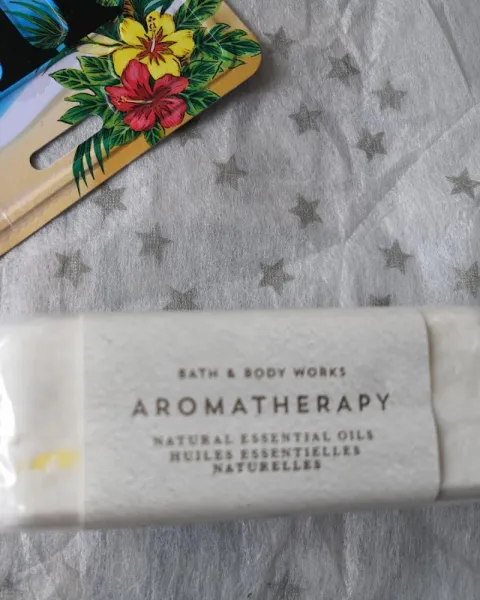 BATH & BODY WORKS
AROMATHERAPY
NATURAL ESSENTIAL OILS
HUILES ESSENTIELLES
NATURELLES